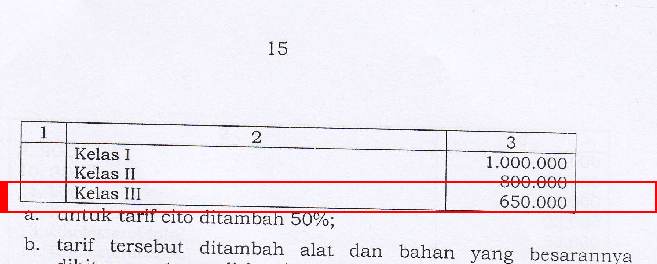 15
1 2 3
Kelas I 1.000.000
Kelas II 800.000
Kelas III 650.000
a. untuk tarif cito ditambah 50%;
b. tarif tersebut ditambah alat dan bahan yang besarannya